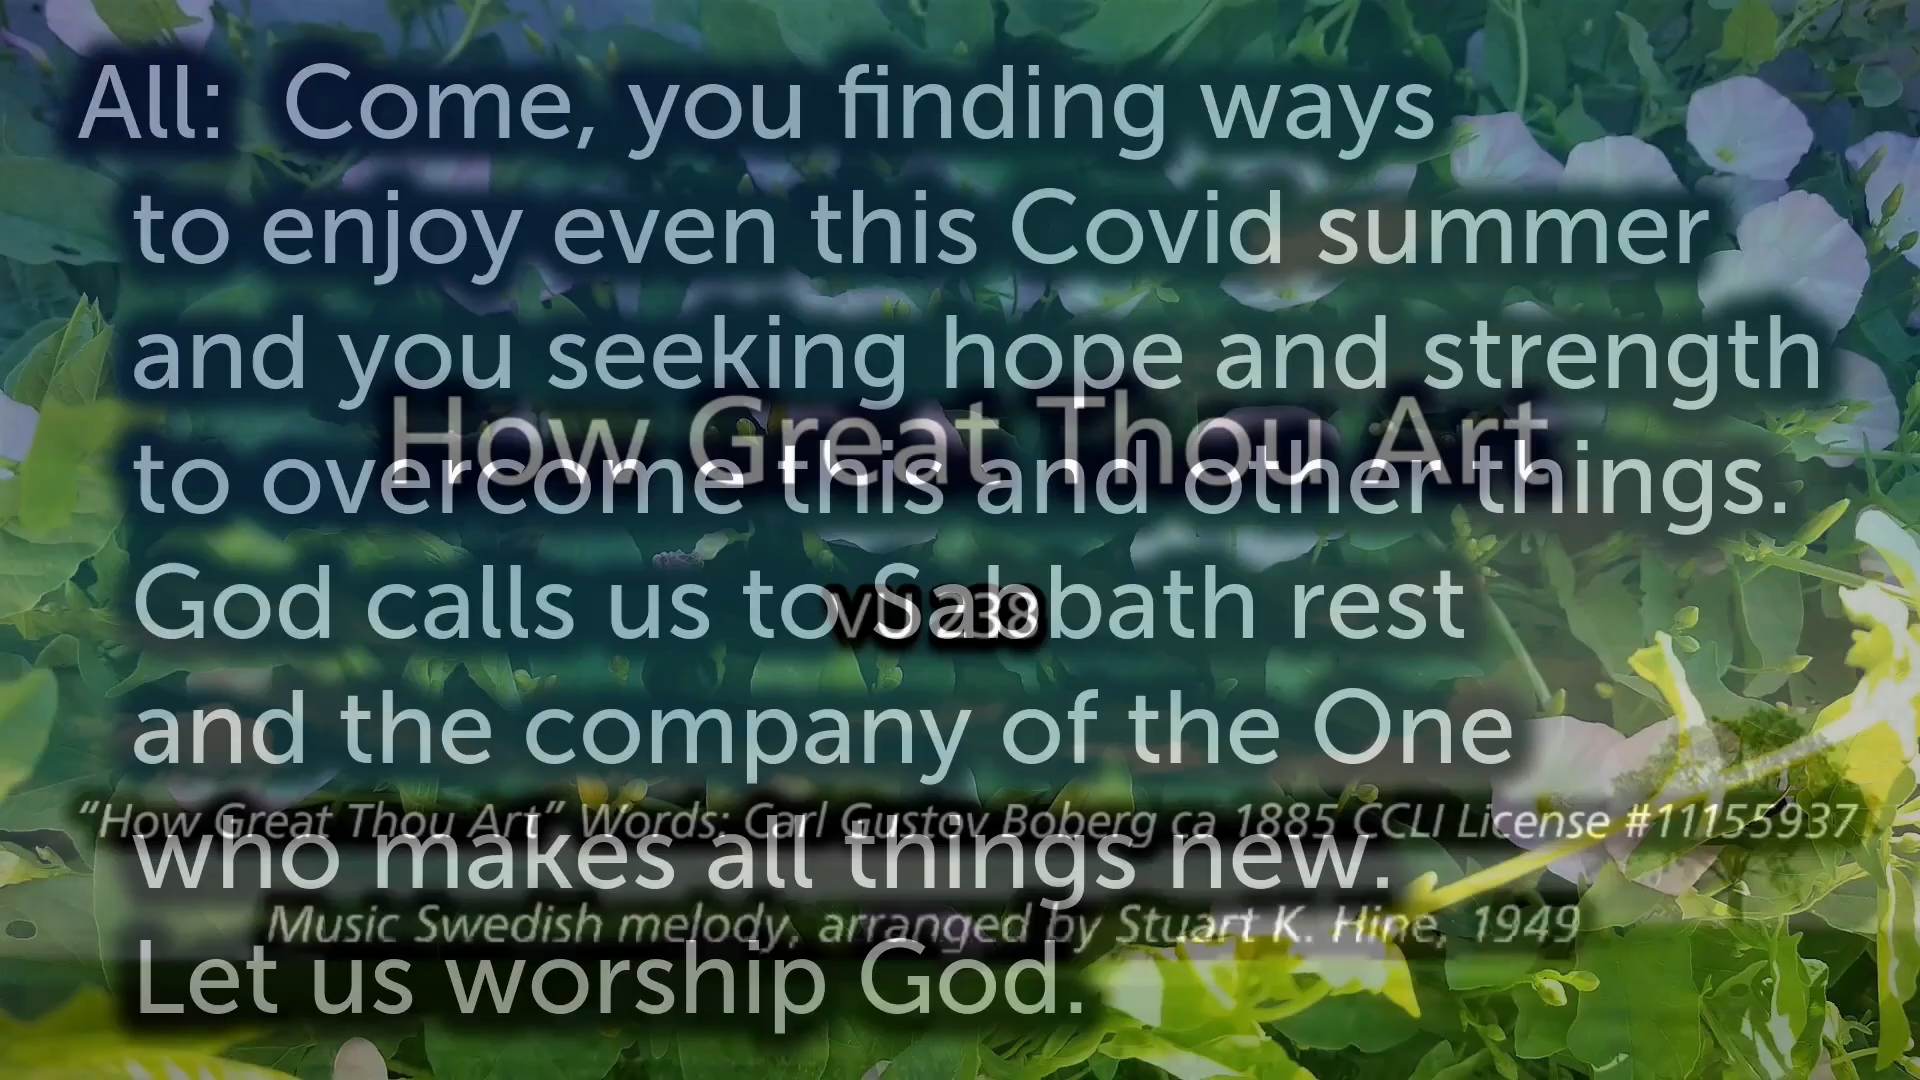 All: Come, you finding ways
to enjoy even this Covid summer
and you seeking hope and strength
How Great Thou Art
to overcome this and other things.
God calls us to Sabbath rest
VU 238
and the company of the One
“How Great Thou Art” Words: Carl Gustov Boberg ca 1885 CCLI License #11155937
who makes all things new.
Music Swedish melody, arranged by Stuart K. Hine, 1949
Let us worship God.